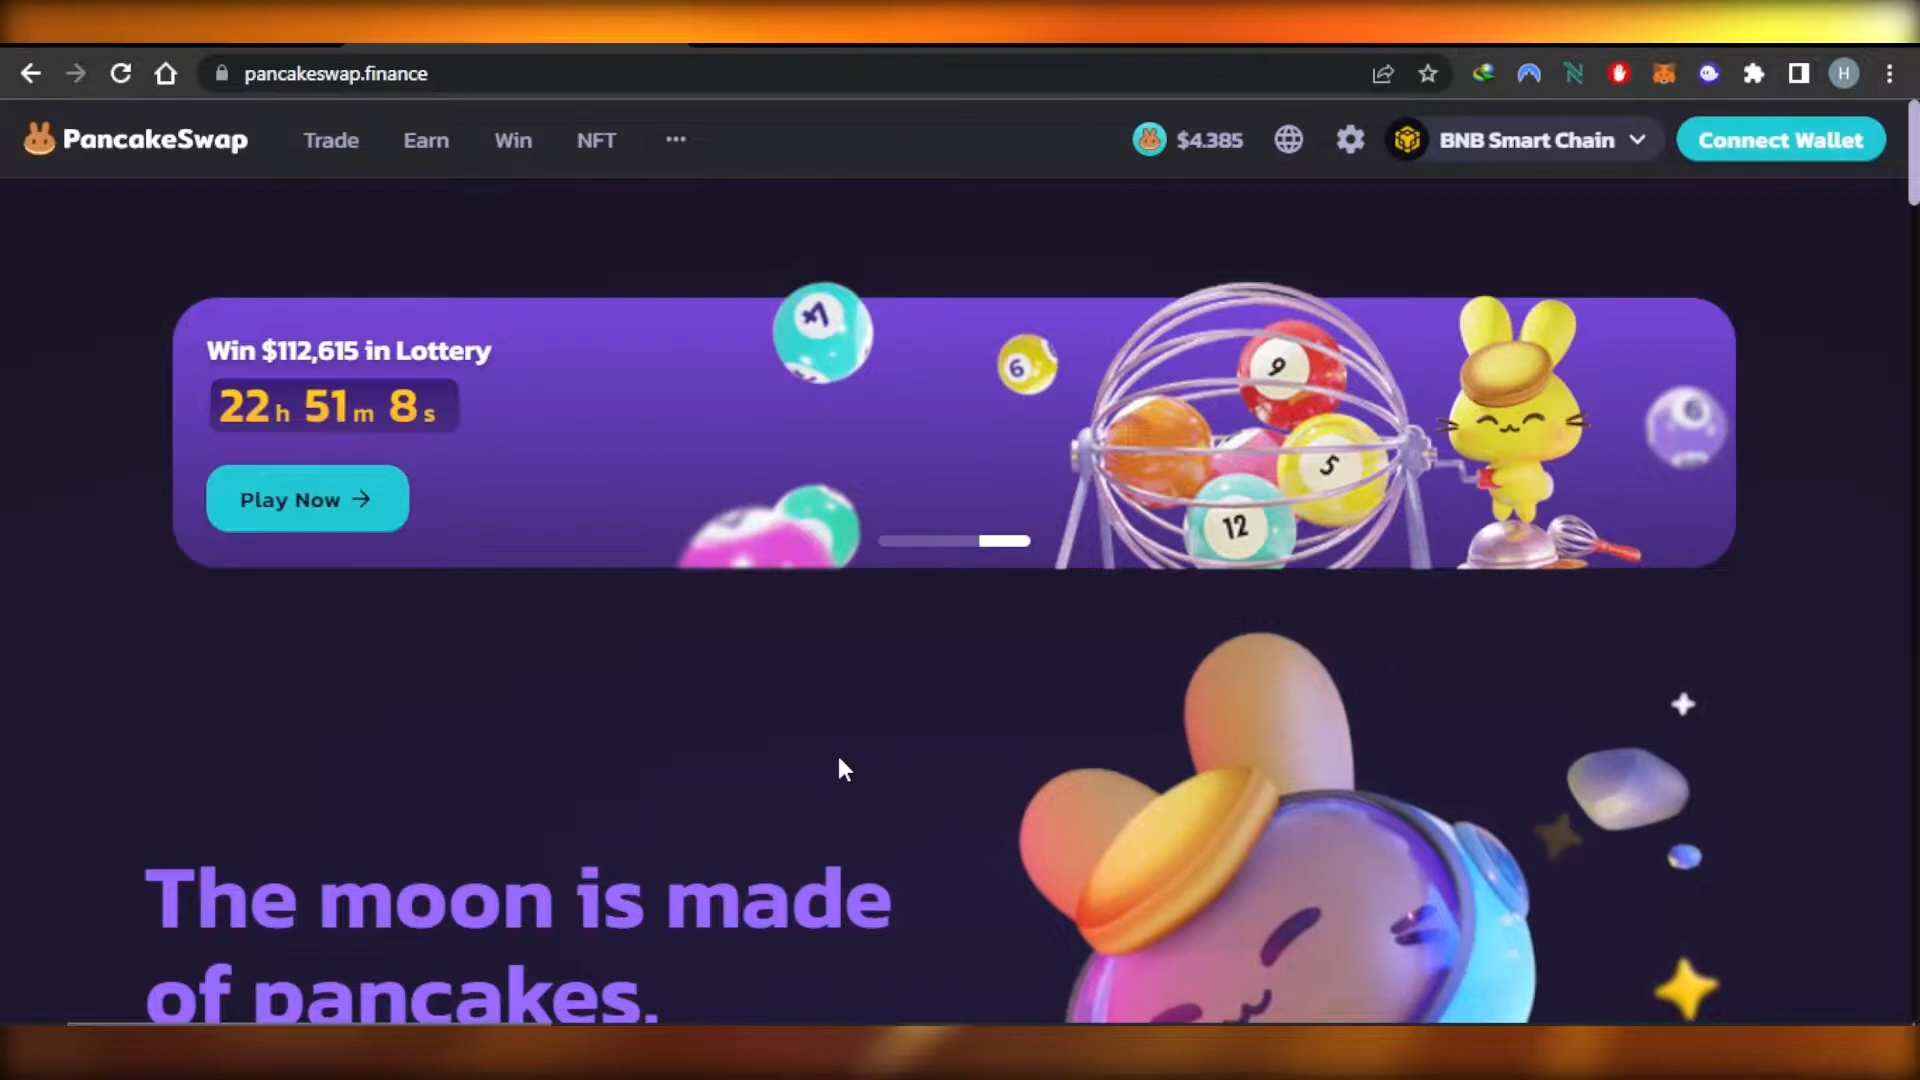 pancakeswap.finance
H
PancakeSwap Trade Earn Win NFT ... $4.385 BNB Smart Chain Connect Wallet
Win $112,615 in Lottery
22h 51m 8s
Play Now →
6
9
5
12
6
The moon is made
of pancakes.